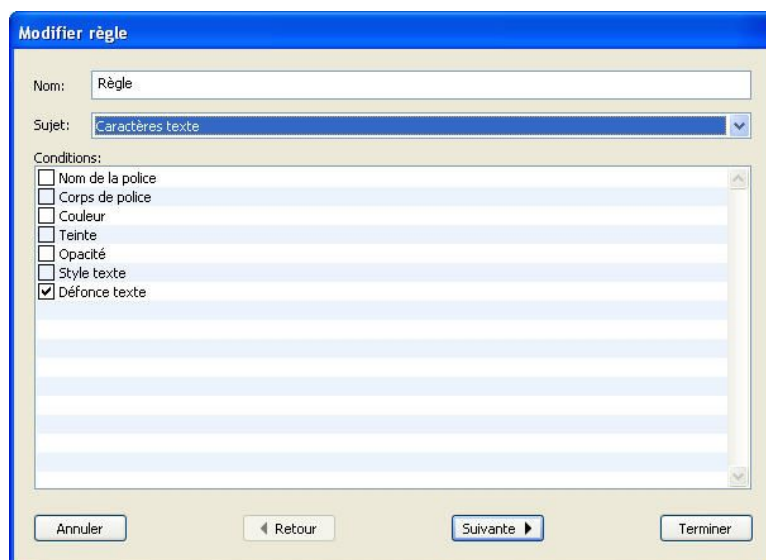 Modifier règle
Nom: Règle
Sujet: Caractères texte
Conditions:
Nom de la police
Corps de police
Couleur
Teinte
Opacité
Style texte
Défonce texte
Annuler Retour Suivante Terminer